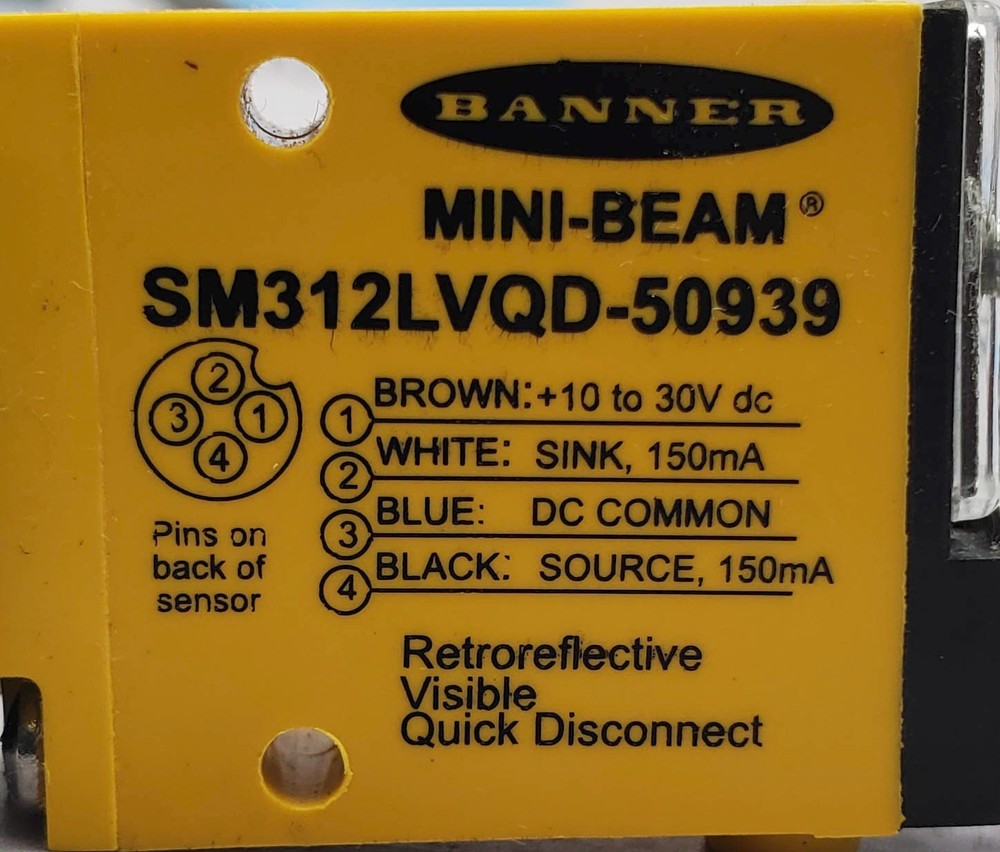 BANNER
MINI-BEAM®
SM312LVQD-50939
2
3 1
4
1 BROWN: +10 to 30V dc
2 WHITE: SINK, 150mA
3 BLUE: DC COMMON
4 BLACK: SOURCE, 150mA
Pins on
back of
sensor
Retroreflective
Visible
Quick Disconnect